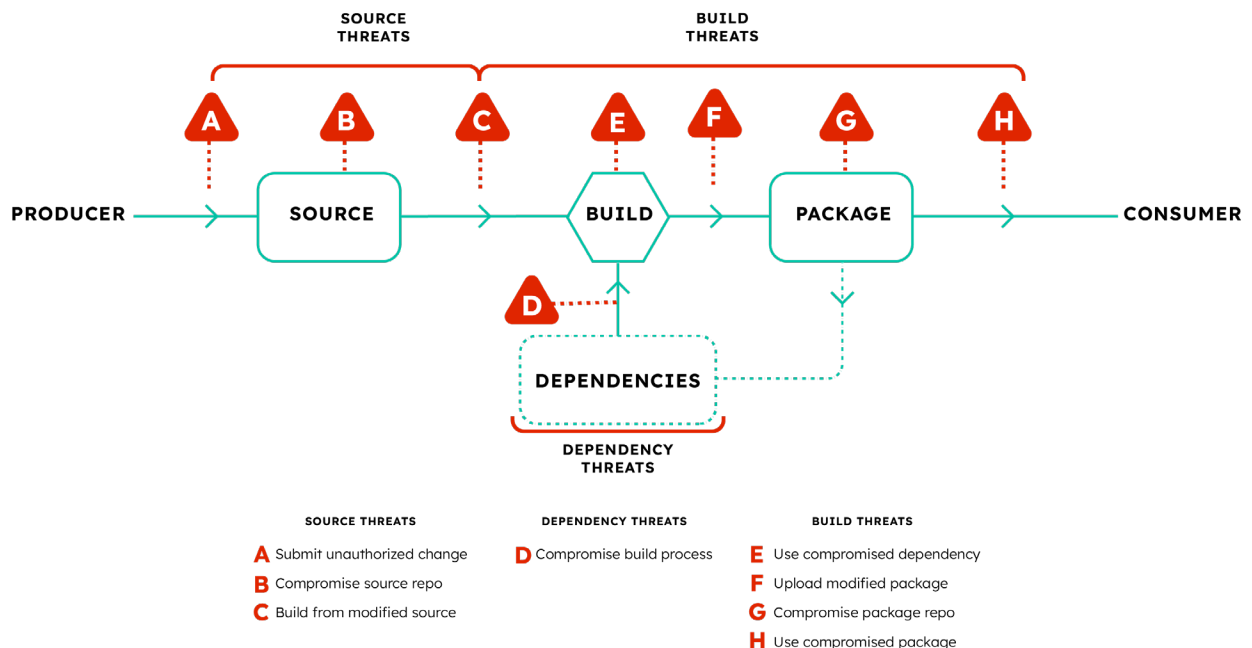 SOURCE
THREATS
BUILD
THREATS
A
B
C
E
F
G
H
PRODUCER
SOURCE
BUILD
PACKAGE
CONSUMER
D
DEPENDENCIES
DEPENDENCY
THREATS
SOURCE THREATS
A Submit unauthorized change
B Compromise source repo
C Build from modified source
DEPENDENCY THREATS
D Compromise build process
BUILD THREATS
E Use compromised dependency
F Upload modified package
G Compromise package repo
H Use compromised package